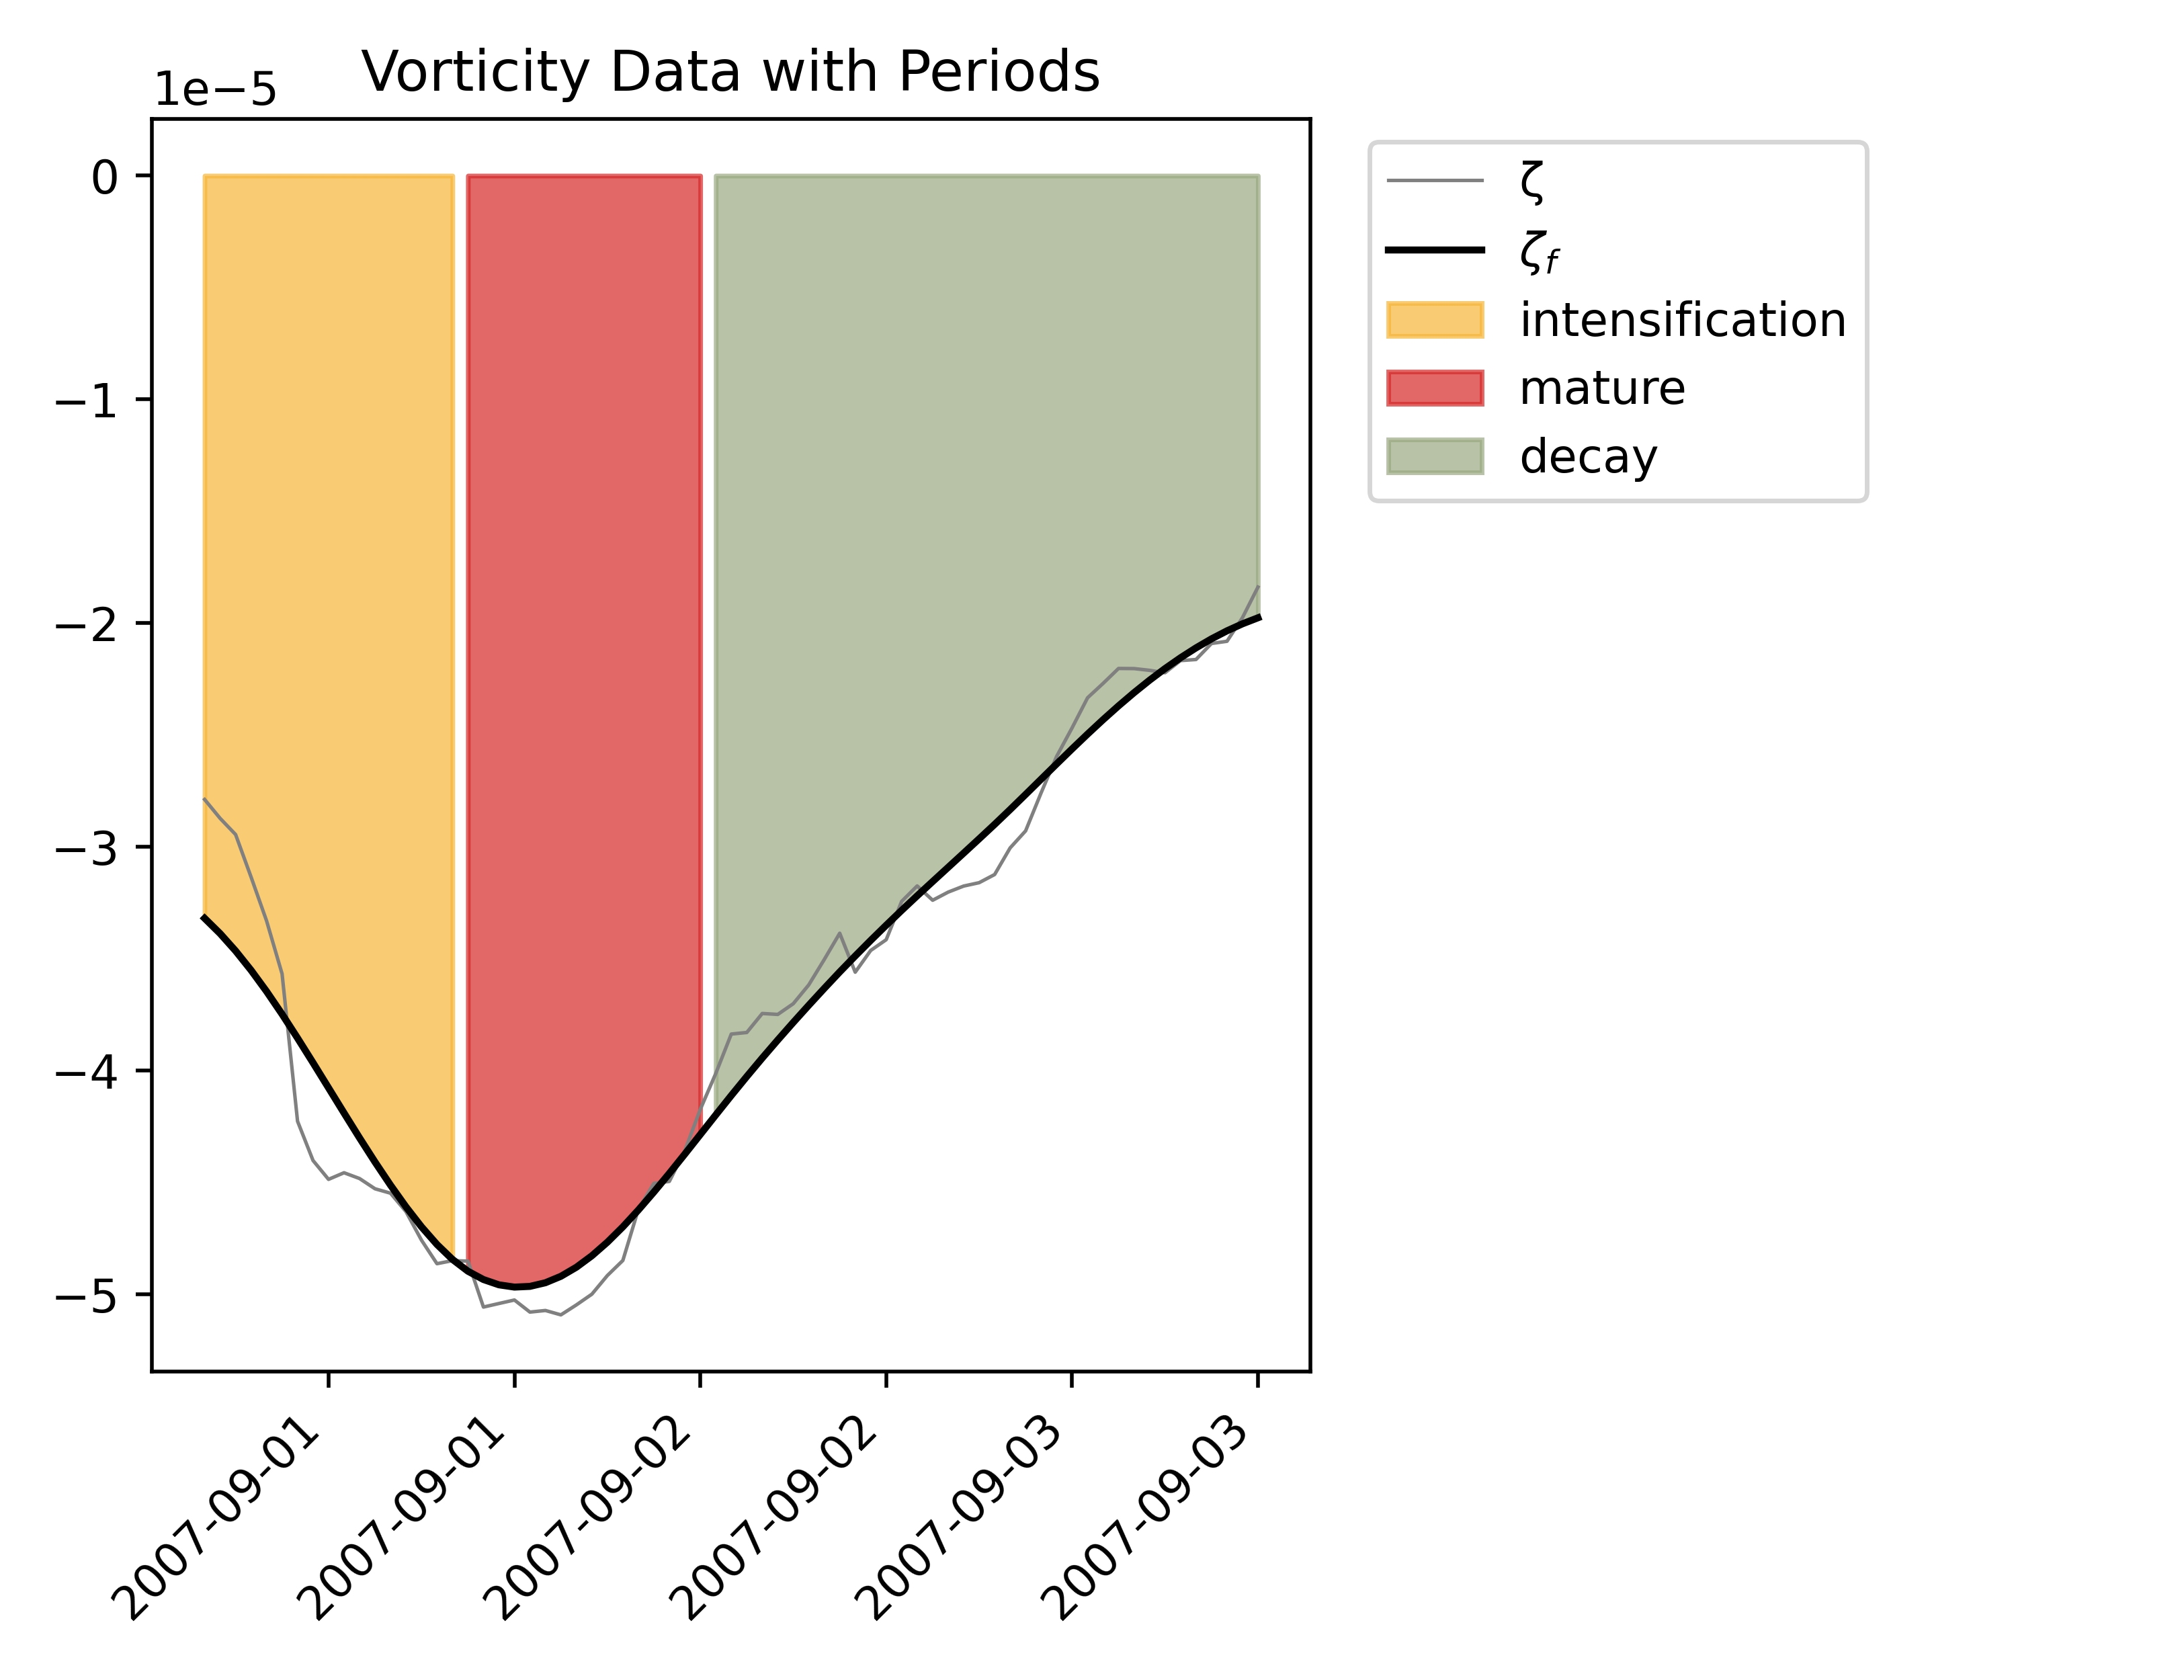 Vorticity Data with Periods
1e−5
0
−1
−2
−3
−4
−5
2007-09-01
2007-09-01
2007-09-02
2007-09-02
2007-09-03
2007-09-03
ζ
ζf
intensification
mature
decay